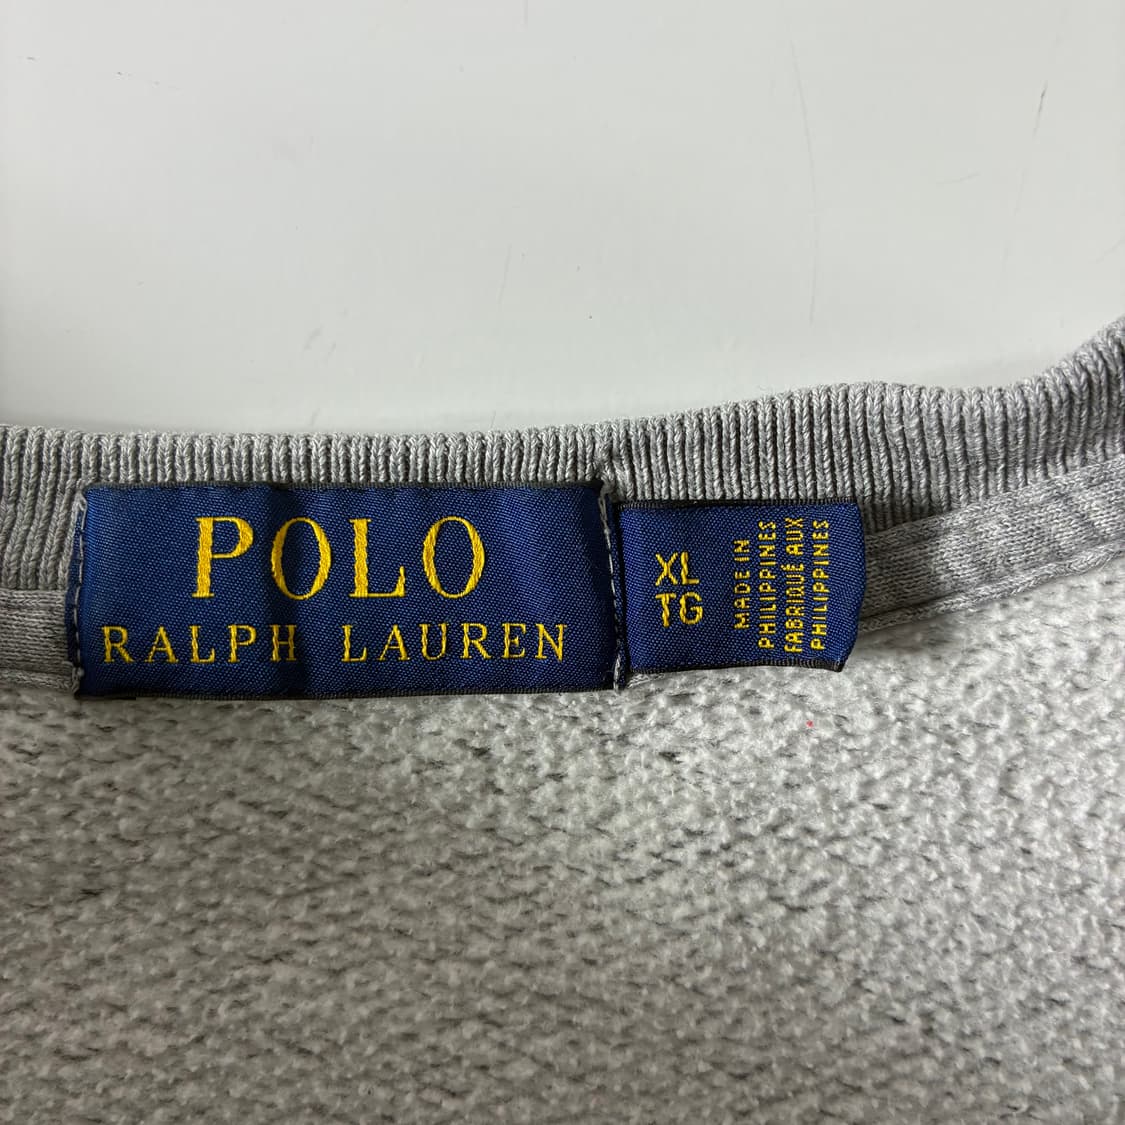 POLO
RALPH LAUREN
XL
TG
MADE IN
PHILIPPINES
FABRIQUÉ AUX
PHILIPPINES